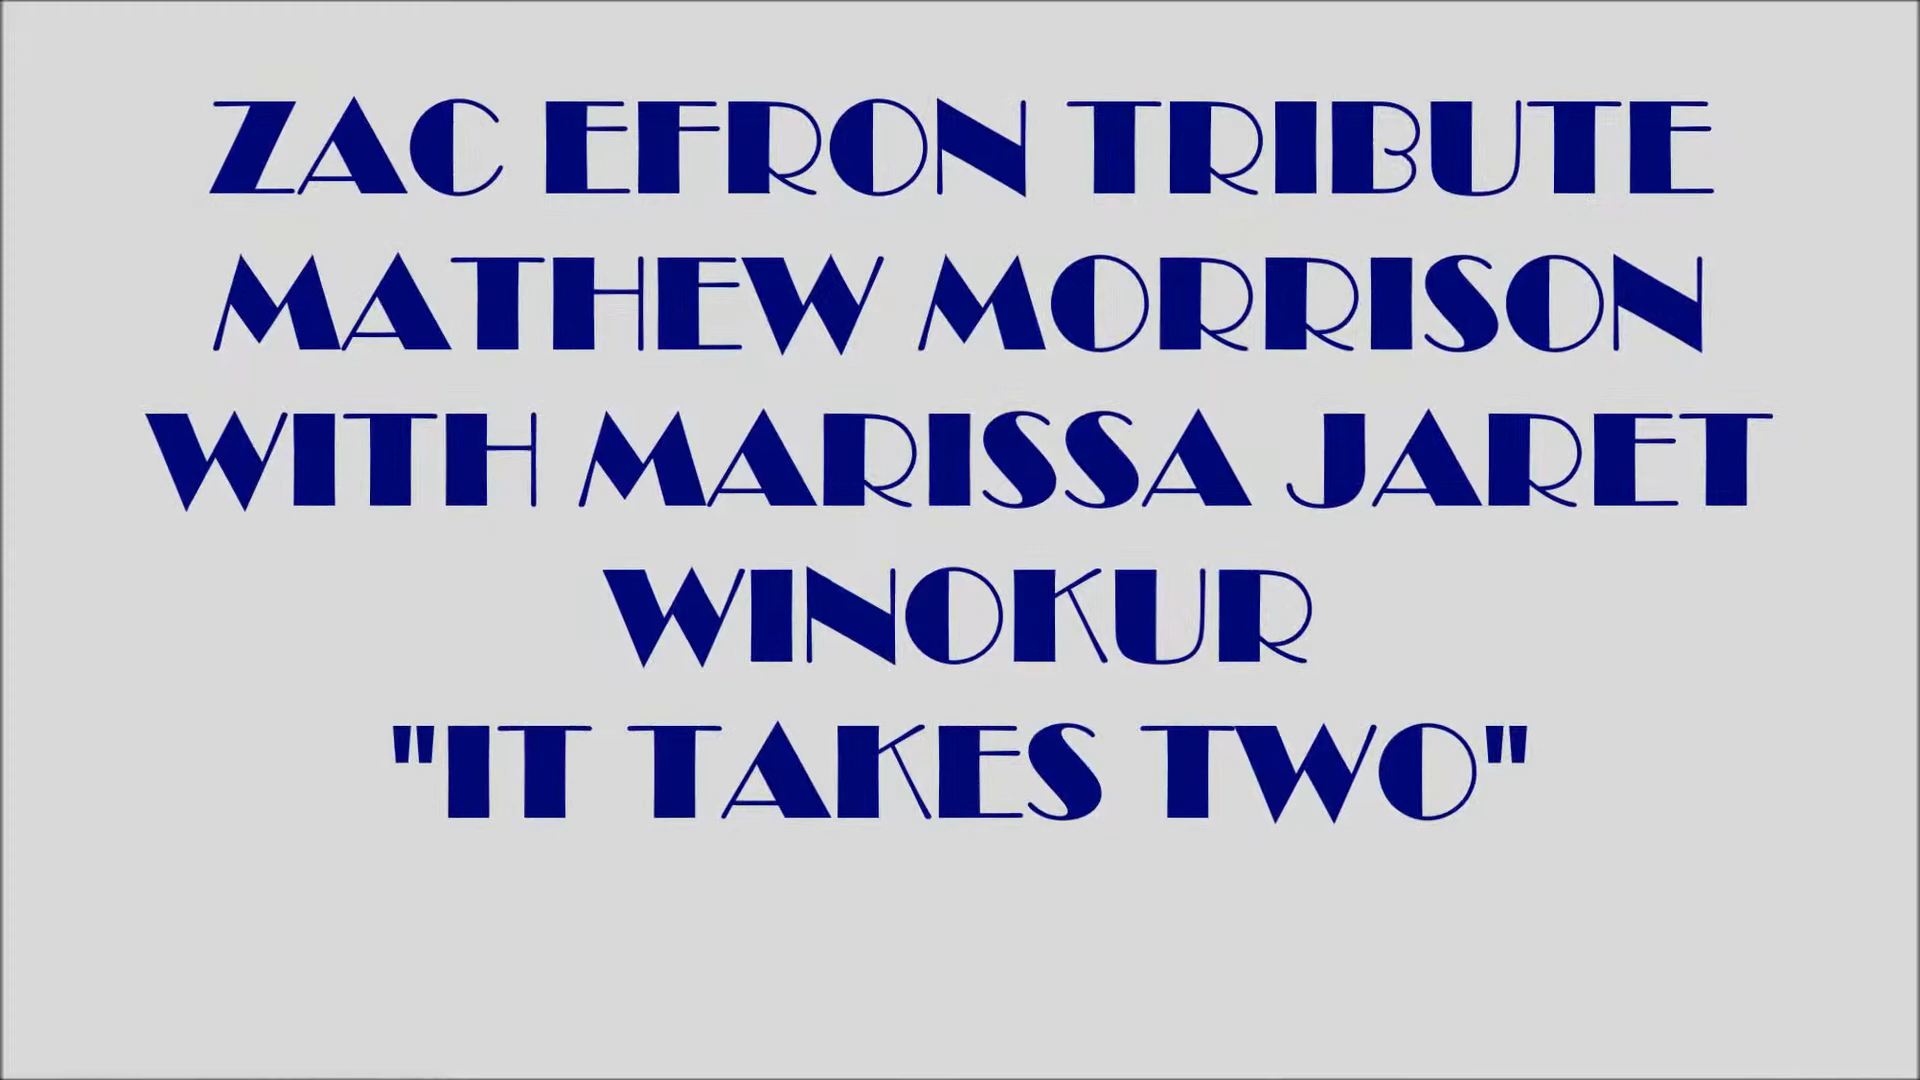 ZAC EFRON TRIBUTE
MATHEW MORRISON
WITH MARISSA JARET
WINOKUR
"IT TAKES TWO"